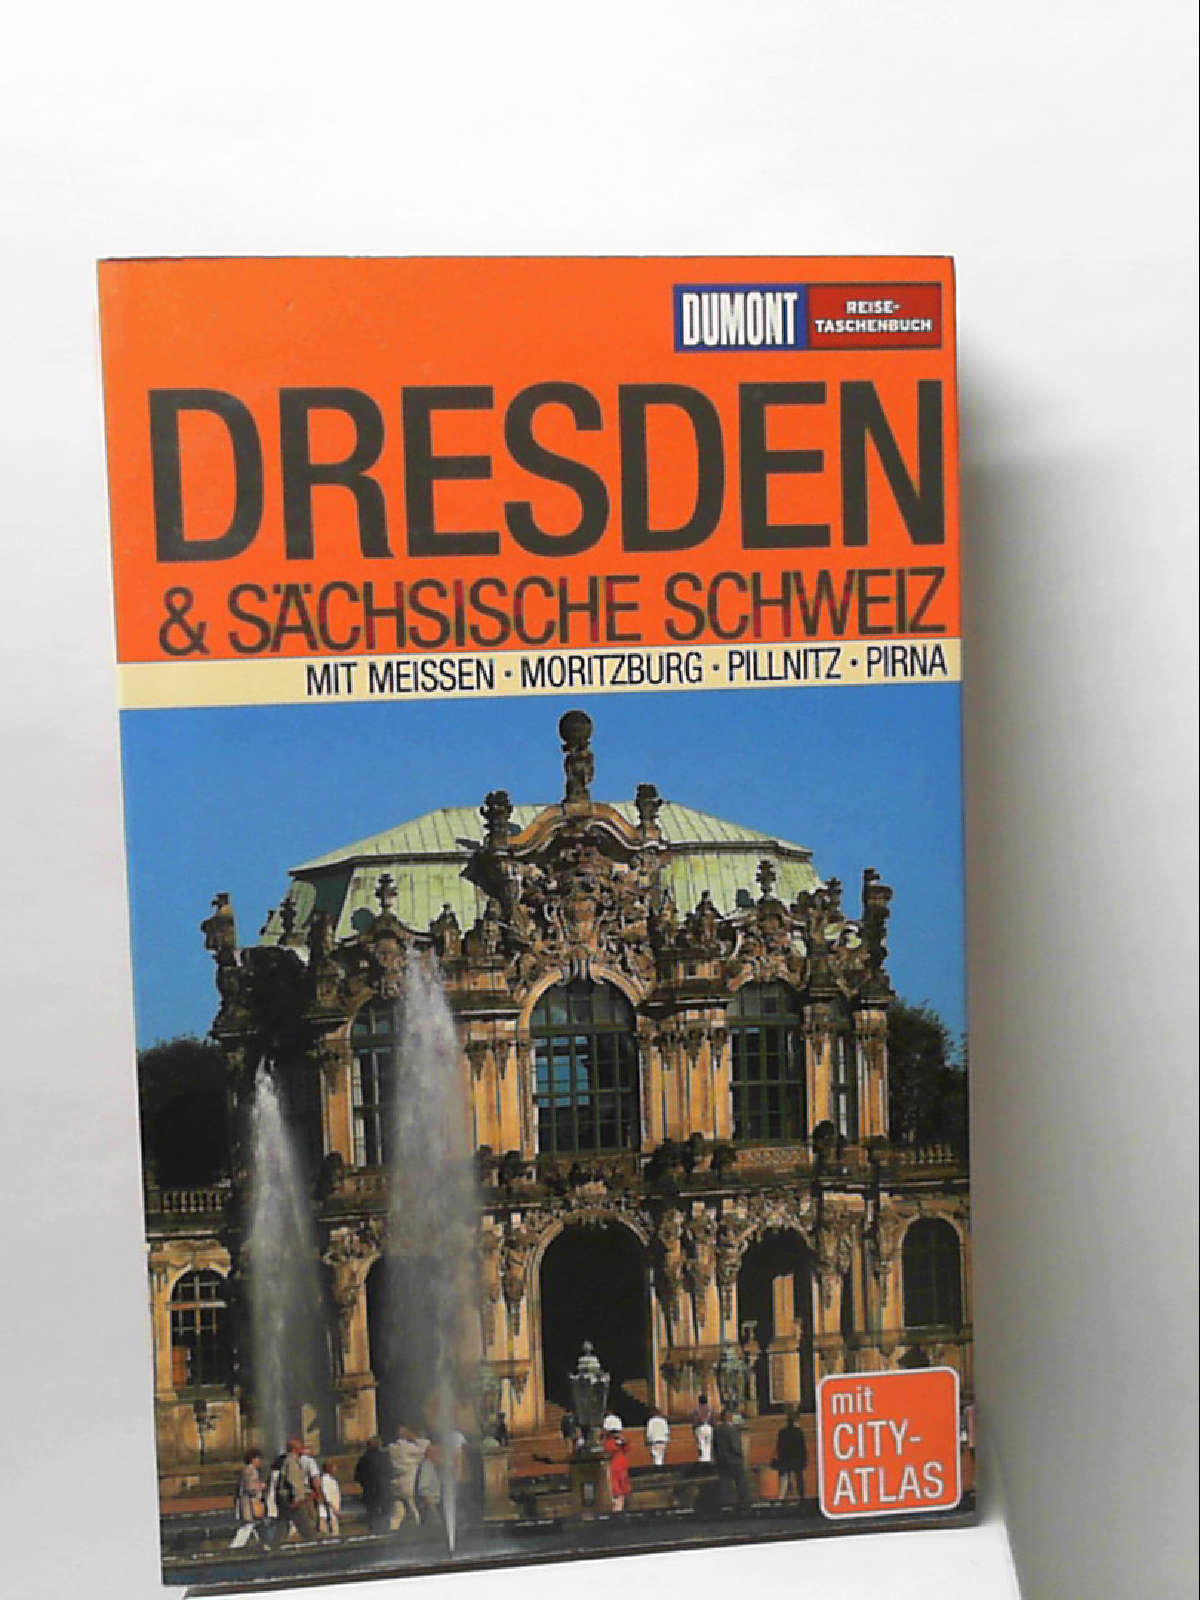 DUMONT
REISE-
TASCHENBUCH
DRESDEN
& SÄCHSISCHE SCHWEIZ
MIT MEISSEN · MORITZBURG · PILLNITZ · PIRNA
mit
CITY-
ATLAS